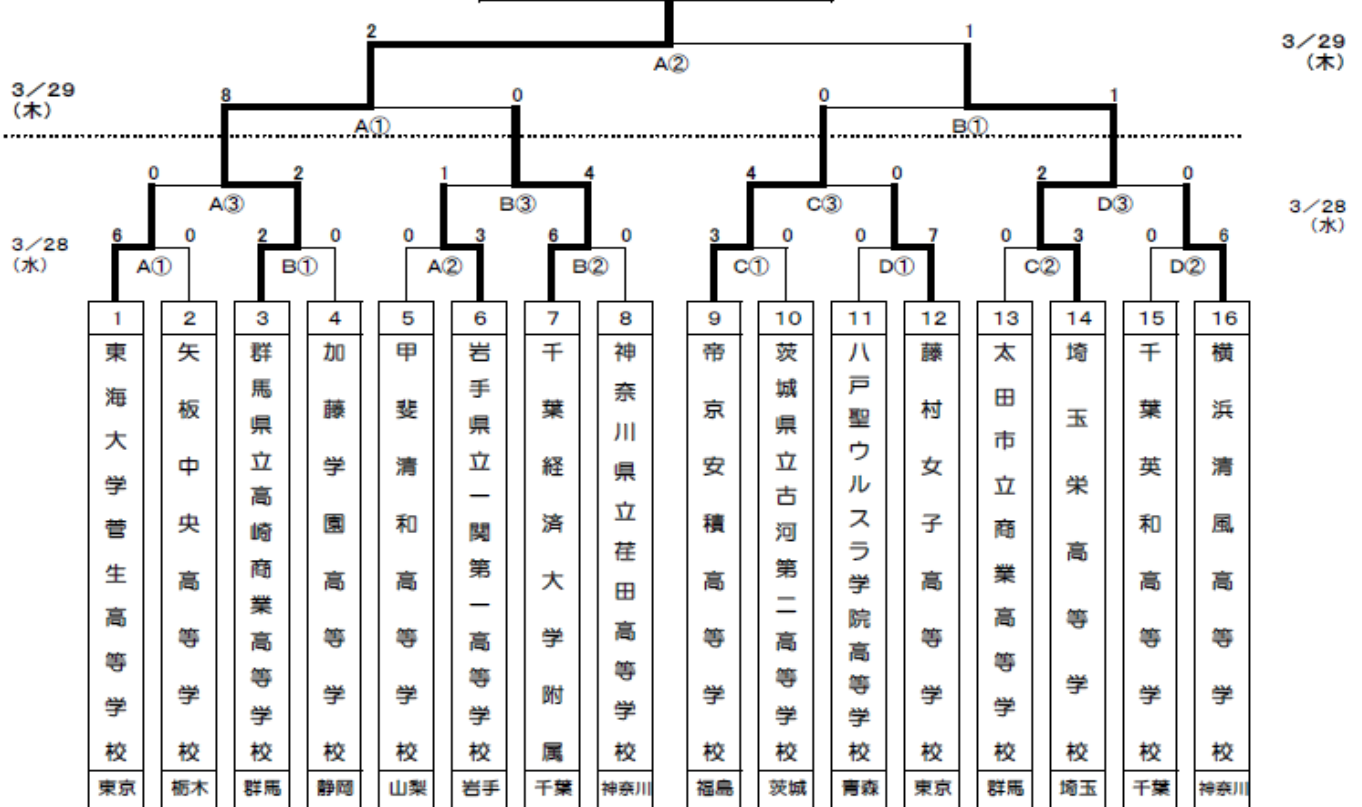 2 1
3/29
(木)
A②
3/29
(木)
8 0 0 1
A① B①
0 2 1 4 4 0 2 0
A③ B③ C③ D③
3/28
(水)
3/28
(水)
6 0 2 0 0 3 6 0 3 0 0 7 0 3 0 6
A① B① A② B② C① D① C② D②
1 2 3 4 5 6 7 8 9 10 11 12 13 14 15 16
東海大学菅生高等学校
矢板中央高等学校
群馬県立高崎商業高等学校
加藤学園高等学校
甲斐清和高等学校
岩手県立一関第一高等学校
千葉経済大学附属
神奈川県立荏田高等学校
帝京安積高等学校
茨城県立古河第二高等学校
八戸聖ウルスラ学院高等学校
藤村女子高等学校
太田市立商業高等学校
埼玉栄高等学校
千葉英和高等学校
横浜清風高等学校
東京 栃木 群馬 静岡 山梨 岩手 千葉 神奈川 福島 茨城 青森 東京 群馬 埼玉 千葉 神奈川